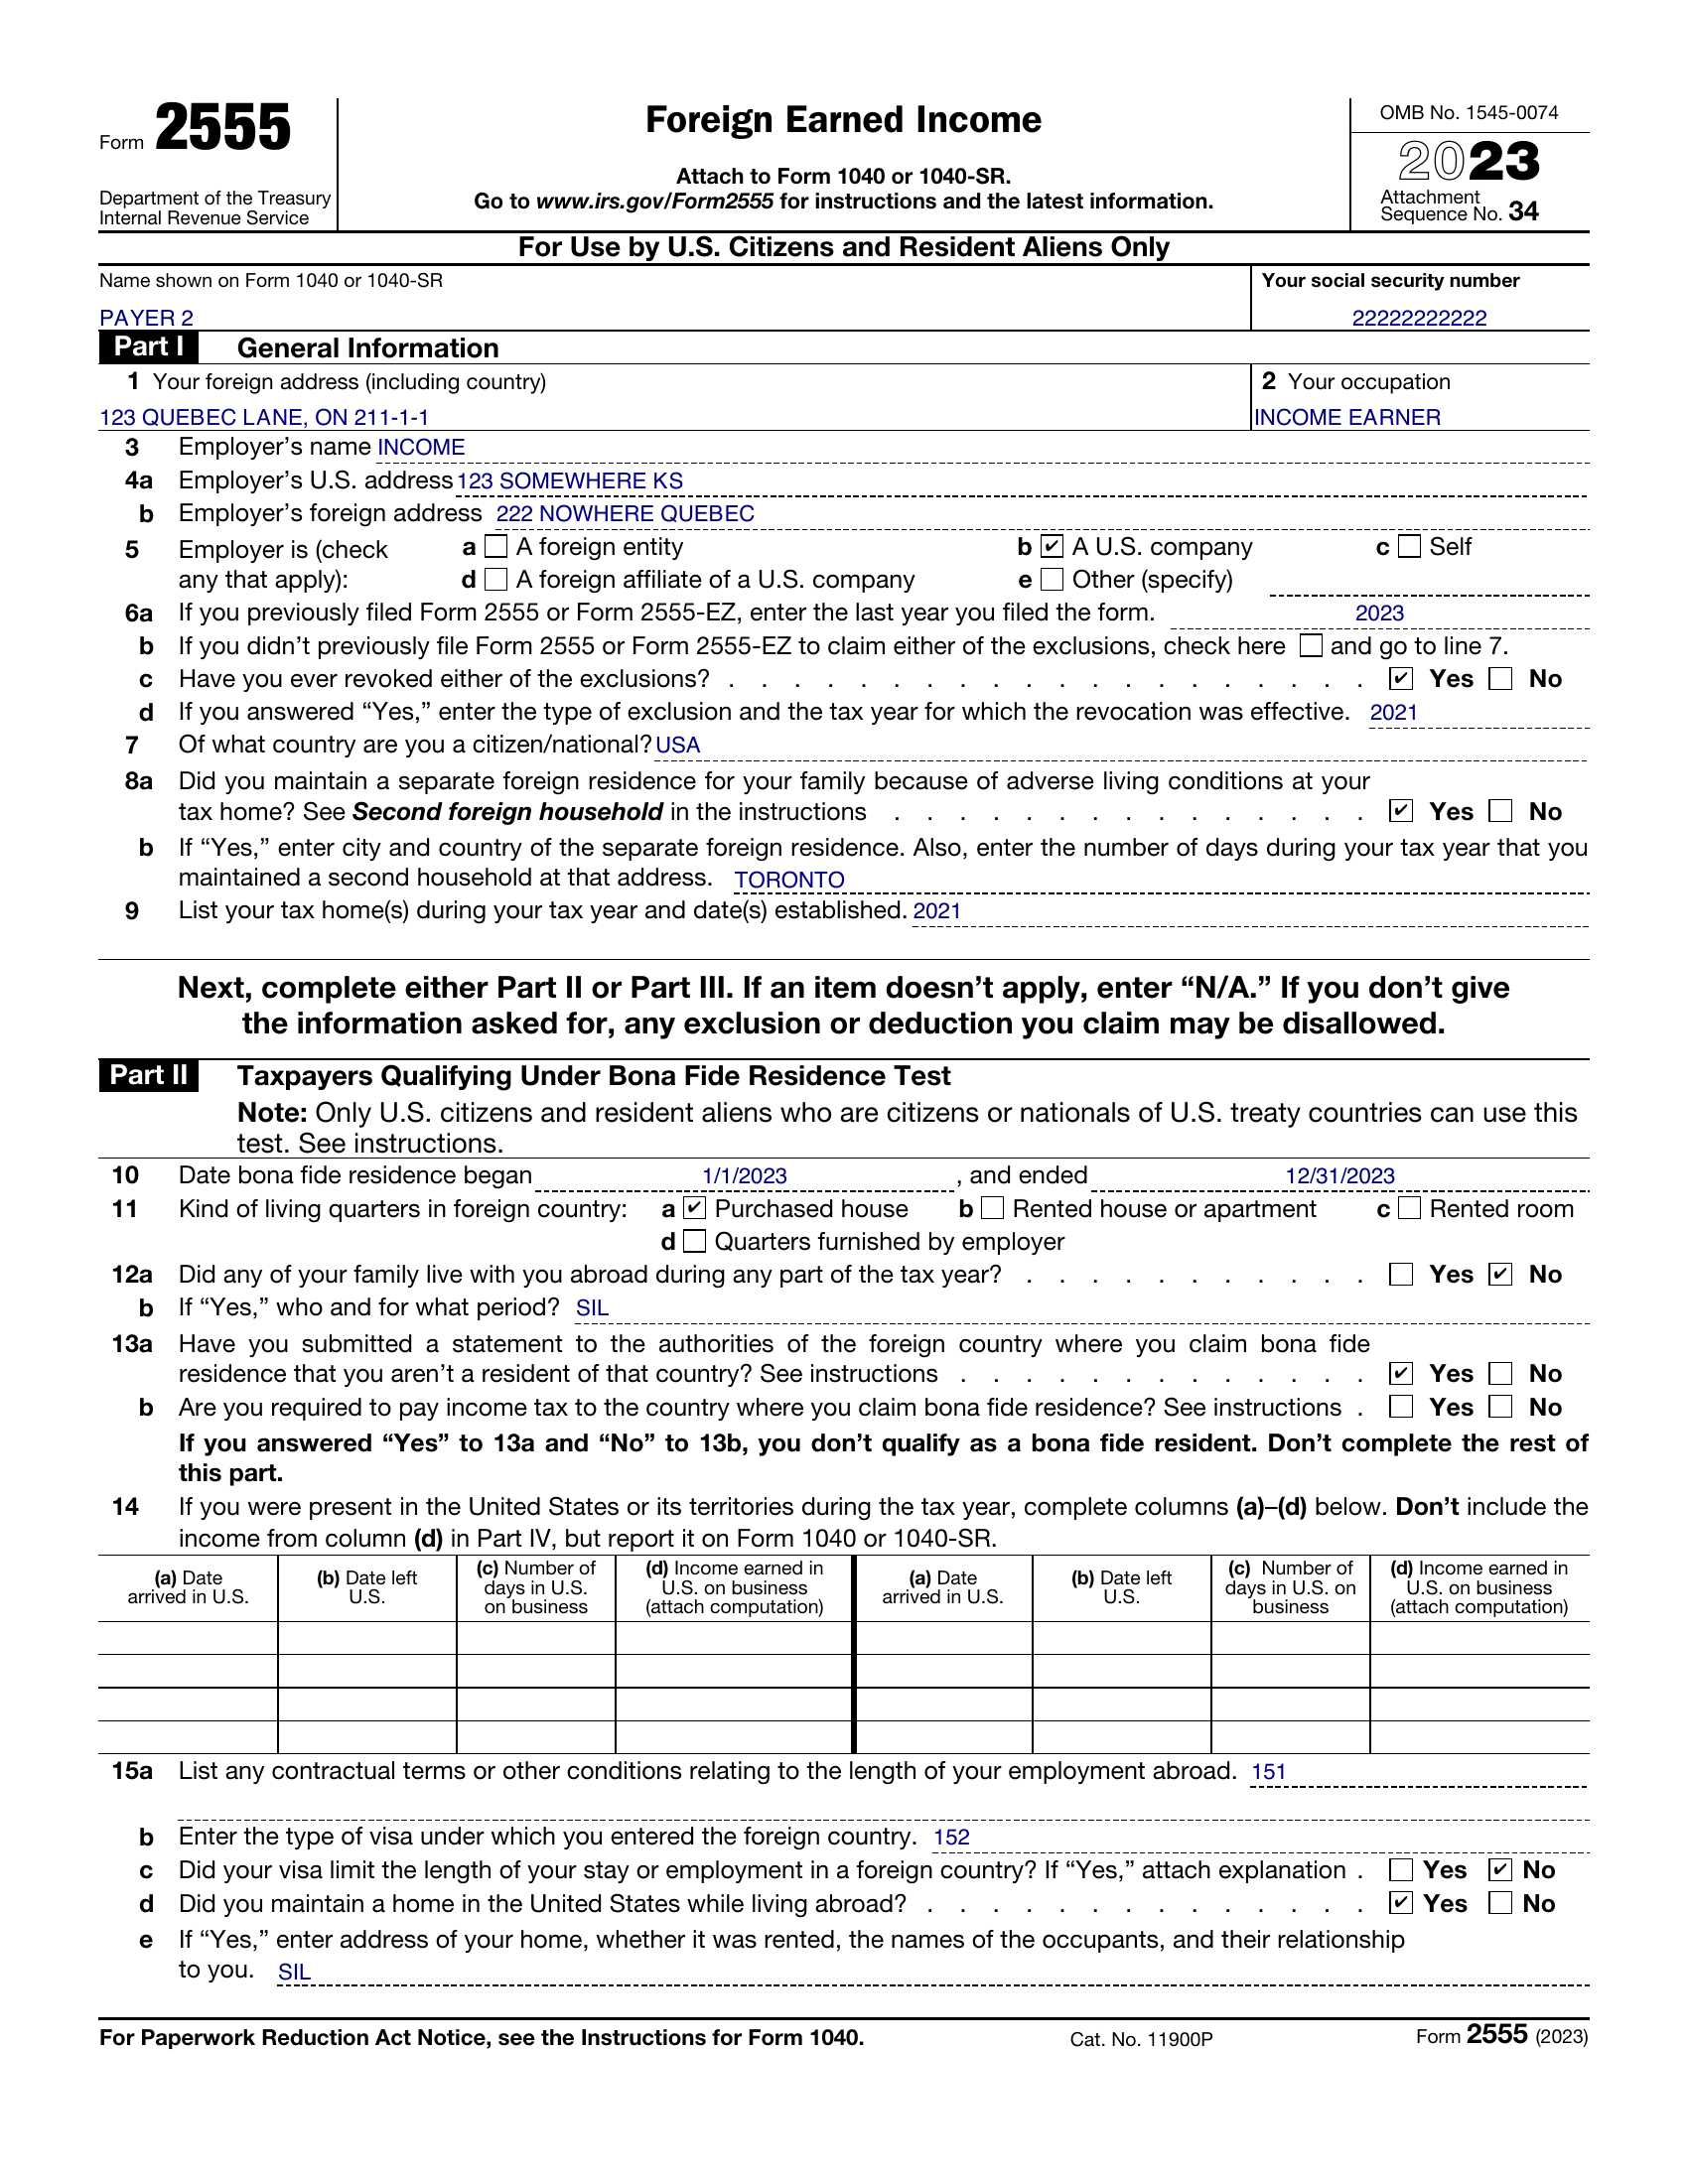 Form 2555
Department of the Treasury
Internal Revenue Service
Foreign Earned Income
Attach to Form 1040 or 1040-SR.
Go to www.irs.gov/Form2555 for instructions and the latest information.
OMB No. 1545-0074
2023
Attachment
Sequence No. 34
For Use by U.S. Citizens and Resident Aliens Only
Name shown on Form 1040 or 1040-SR
PAYER 2
Your social security number
22222222222
Part I General Information
1 Your foreign address (including country)
123 QUEBEC LANE, ON 211-1-1
2 Your occupation
INCOME EARNER
3 Employer’s name INCOME
4a Employer’s U.S. address 123 SOMEWHERE KS
b Employer’s foreign address 222 NOWHERE QUEBEC
5 Employer is (check a ☐ A foreign entity b ☑ A U.S. company c ☐ Self
any that apply): d ☐ A foreign affiliate of a U.S. company e ☐ Other (specify)
6a If you previously filed Form 2555 or Form 2555-EZ, enter the last year you filed the form. 2023
b If you didn’t previously file Form 2555 or Form 2555-EZ to claim either of the exclusions, check here ☐ and go to line 7.
c Have you ever revoked either of the exclusions? . . . . . . . . . . . . . . . . . . . . ☑ Yes ☐ No
d If you answered “Yes,” enter the type of exclusion and the tax year for which the revocation was effective. 2021
7 Of what country are you a citizen/national? USA
8a Did you maintain a separate foreign residence for your family because of adverse living conditions at your
tax home? See Second foreign household in the instructions . . . . . . . . . . . . . . . ☑ Yes ☐ No
b If “Yes,” enter city and country of the separate foreign residence. Also, enter the number of days during your tax year that you
maintained a second household at that address. TORONTO
9 List your tax home(s) during your tax year and date(s) established. 2021
Next, complete either Part II or Part III. If an item doesn’t apply, enter “N/A.” If you don’t give
the information asked for, any exclusion or deduction you claim may be disallowed.
Part II Taxpayers Qualifying Under Bona Fide Residence Test
Note: Only U.S. citizens and resident aliens who are citizens or nationals of U.S. treaty countries can use this
test. See instructions.
10 Date bona fide residence began 1/1/2023 , and ended 12/31/2023
11 Kind of living quarters in foreign country: a ☑ Purchased house b ☐ Rented house or apartment c ☐ Rented room
d ☐ Quarters furnished by employer
12a Did any of your family live with you abroad during any part of the tax year? . . . . . . . . . . . ☐ Yes ☑ No
b If “Yes,” who and for what period? SIL
13a Have you submitted a statement to the authorities of the foreign country where you claim bona fide
residence that you aren’t a resident of that country? See instructions . . . . . . . . . . . . . ☑ Yes ☐ No
b Are you required to pay income tax to the country where you claim bona fide residence? See instructions . ☐ Yes ☐ No
If you answered “Yes” to 13a and “No” to 13b, you don’t qualify as a bona fide resident. Don’t complete the rest of
this part.
14 If you were present in the United States or its territories during the tax year, complete columns (a)–(d) below. Don’t include the
income from column (d) in Part IV, but report it on Form 1040 or 1040-SR.
(a) Date
arrived in U.S.
(b) Date left
U.S.
(c) Number of
days in U.S.
on business
(d) Income earned in
U.S. on business
(attach computation)
(a) Date
arrived in U.S.
(b) Date left
U.S.
(c) Number of
days in U.S. on
business
(d) Income earned in
U.S. on business
(attach computation)
15a List any contractual terms or other conditions relating to the length of your employment abroad. 151
b Enter the type of visa under which you entered the foreign country. 152
c Did your visa limit the length of your stay or employment in a foreign country? If “Yes,” attach explanation . ☐ Yes ☑ No
d Did you maintain a home in the United States while living abroad? . . . . . . . . . . . . . . ☑ Yes ☐ No
e If “Yes,” enter address of your home, whether it was rented, the names of the occupants, and their relationship
to you. SIL
For Paperwork Reduction Act Notice, see the Instructions for Form 1040. Cat. No. 11900P Form 2555 (2023)